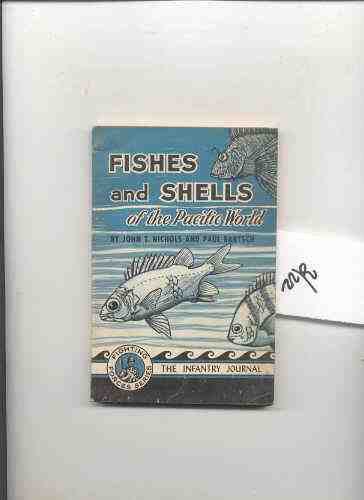 FISHES
and SHELLS
of the Pacific World
BY JOHN T. NICHOLS AND PAUL BARTSCH
FIGHTING
FORCES SERIES
THE INFANTRY JOURNAL